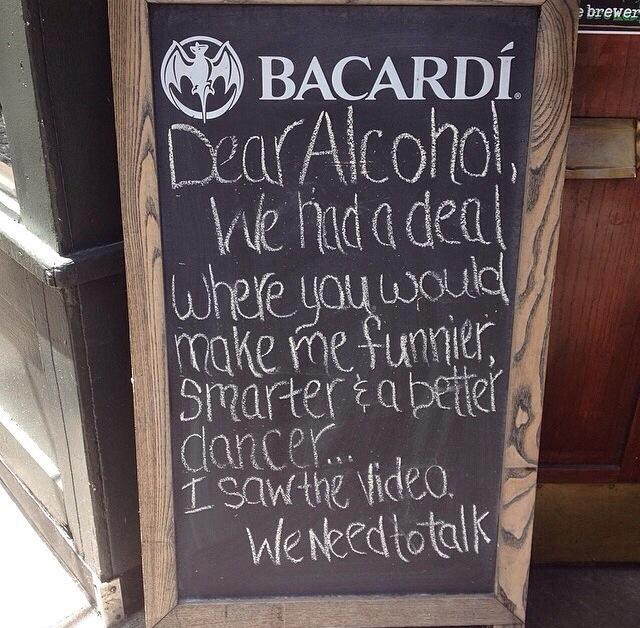 e brewer
BACARDÍ®
Dear Alcohol,
We had a deal
where you would
make me funnier,
smarter & a better
dancer...
I saw the video.
We Need to talk